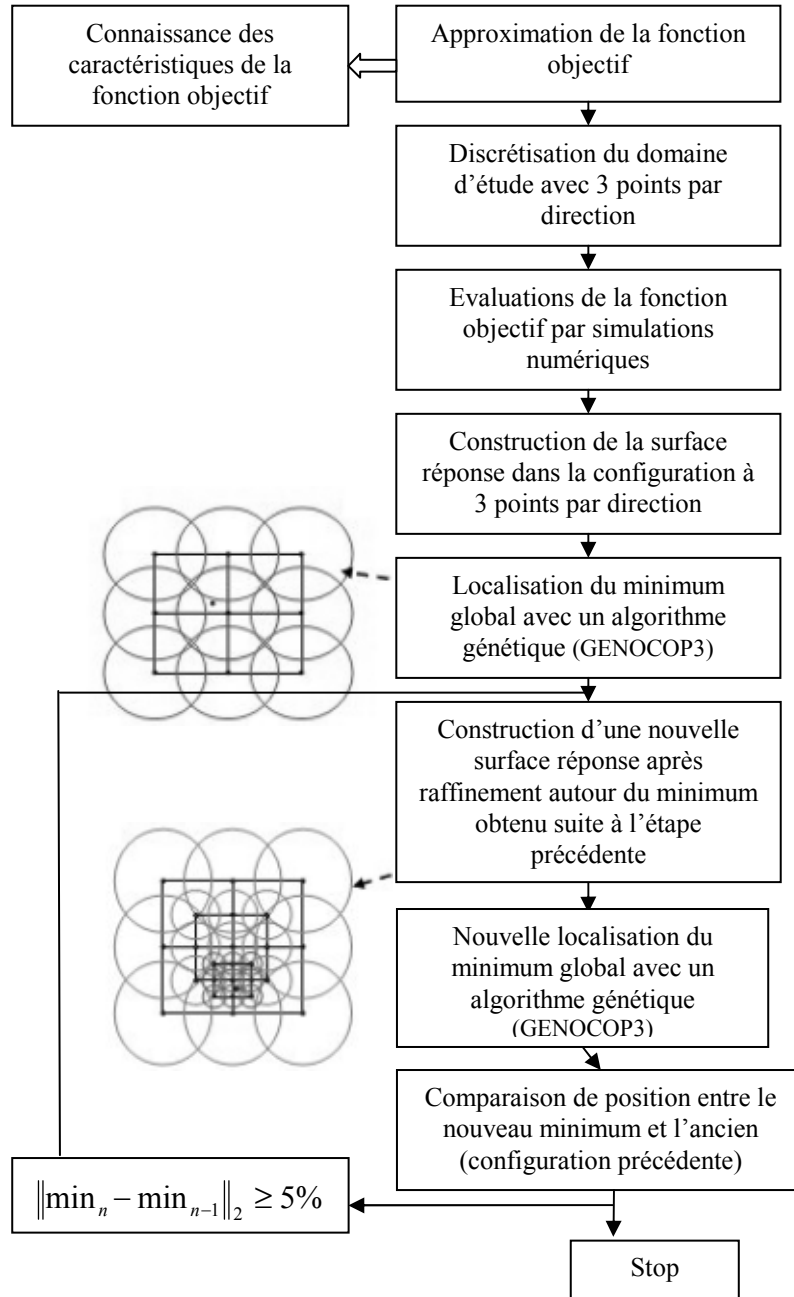 Connaissance des
caractéristiques de la
fonction objectif
Approximation de la fonction
objectif
Discrétisation du domaine
d’étude avec 3 points par
direction
Evaluations de la fonction
objectif par simulations
numériques
Construction de la surface
réponse dans la configuration à
3 points par direction
Localisation du minimum
global avec un algorithme
génétique (GENOCOP3)
Construction d’une nouvelle
surface réponse après
raffinement autour du minimum
obtenu suite à l’étape
précédente
Nouvelle localisation du
minimum global avec un
algorithme génétique
(GENOCOP3)
Comparaison de position entre le
nouveau minimum et l’ancien
(configuration précédente)
‖min_n − min_{n−1}‖_2 ≥ 5%
Stop